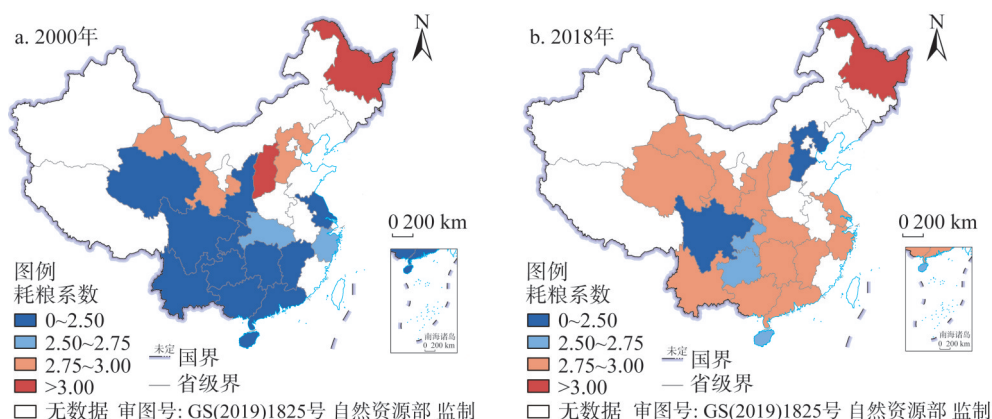 a. 2000年
N
0 200 km
图例
耗粮系数
0~2.50
2.50~2.75
2.75~3.00
>3.00
无数据
未定
国界
省级界
南海诸岛
0 200 km
审图号: GS(2019)1825号 自然资源部 监制
b. 2018年
N
0 200 km
图例
耗粮系数
0~2.50
2.50~2.75
2.75~3.00
>3.00
无数据
未定
国界
省级界
南海诸岛
0 200 km
审图号: GS(2019)1825号 自然资源部 监制